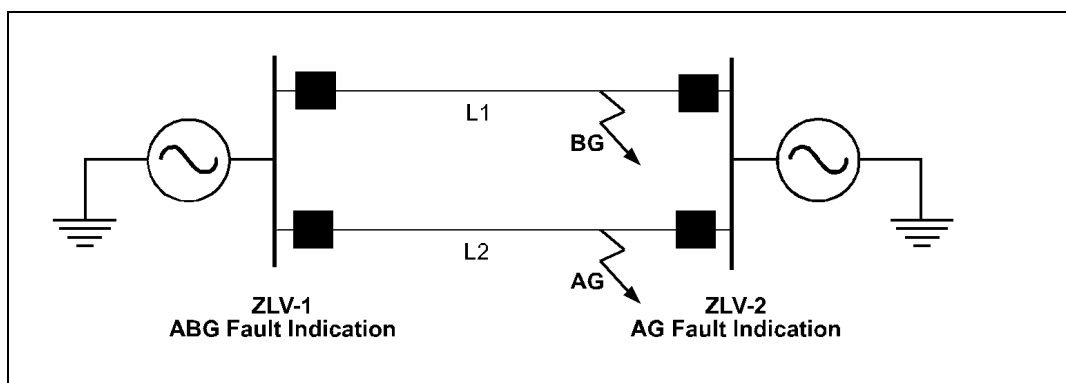 L1
BG
L2
AG
ZLV-1
ABG Fault Indication
ZLV-2
AG Fault Indication